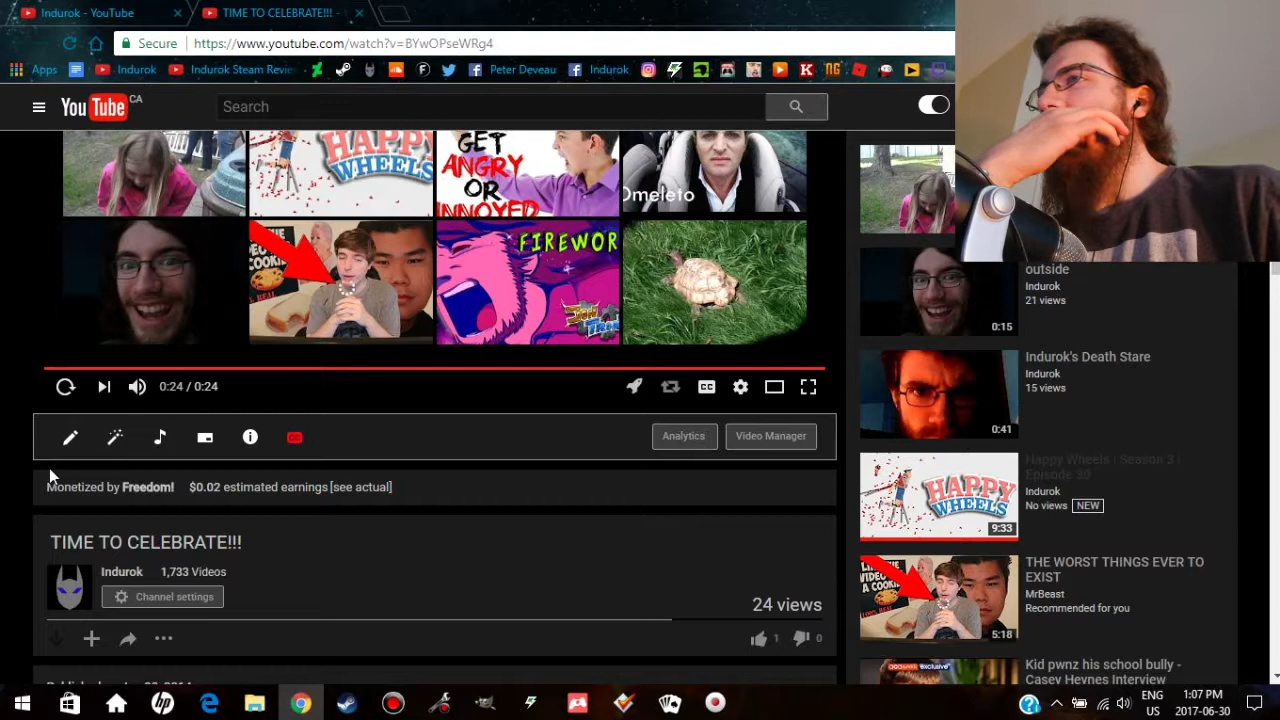 Indurok - YouTube
TIME TO CELEBRATE!!! -
Secure
https://www.youtube.com/watch?v=BYwOPseWRg4
Apps
Indurok
Indurok Steam Revie
Peter Deveau
Indurok
YouTube CA
Search
HAPPY WHEELS
GET ANGRY OR INNOYED
Omeleto
COOKI
FIREWOR
0:24 / 0:24
CC
CC
Analytics
Video Manager
Monetized by Freedom! $0.02 estimated earnings [see actual]
TIME TO CELEBRATE!!!
Indurok 1,733 Videos
Channel settings
24 views
1
0
outside
Indurok
21 views
0:15
Indurok's Death Stare
Indurok
15 views
0:41
Happy Wheels | Season 3 |
Episode 30
Indurok
No views NEW
HAPPY WHEELS
9:33
THE WORST THINGS EVER TO
EXIST
MrBeast
Recommended for you
5:18
Kid pwnz his school bully -
Casey Heynes Interview
ENG
US
1:07 PM
2017-06-30